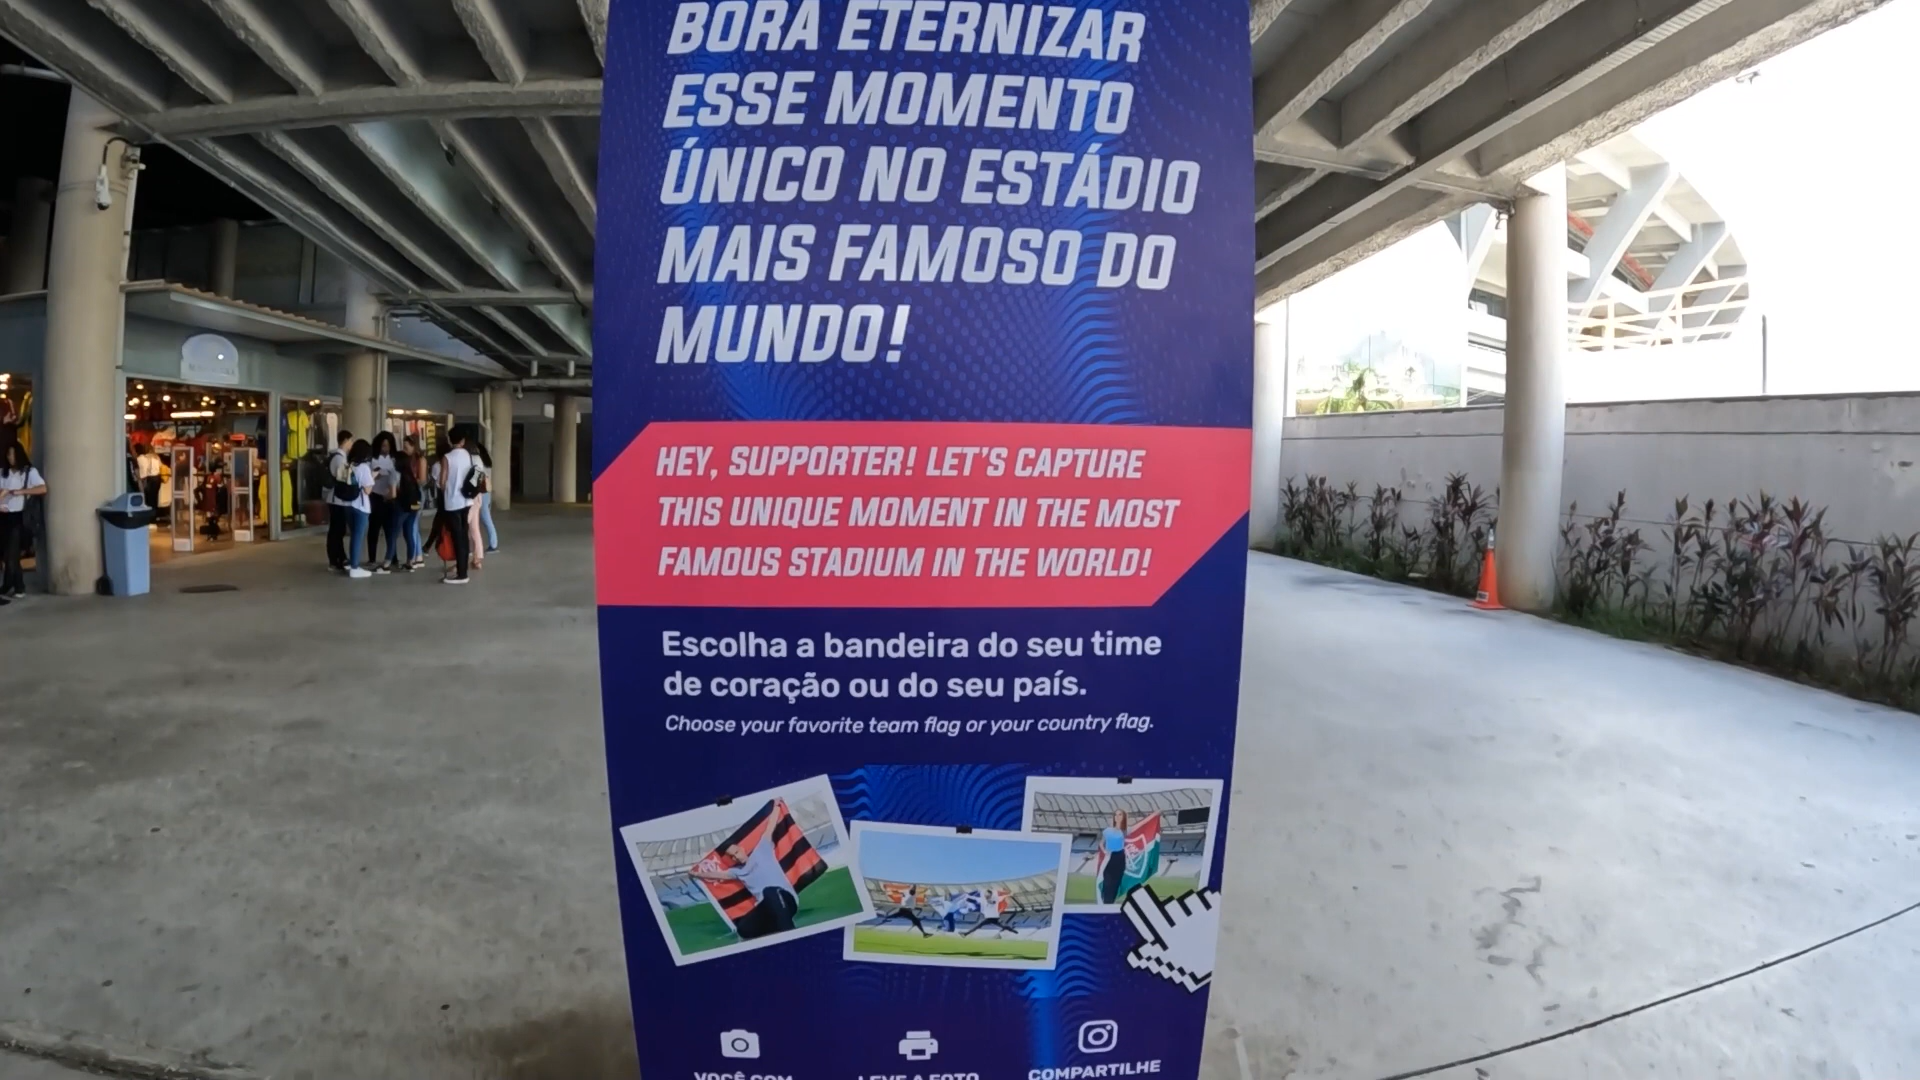 BORA ETERNIZAR
ESSE MOMENTO
ÚNICO NO ESTÁDIO
MAIS FAMOSO DO
MUNDO!
HEY, SUPPORTER! LET'S CAPTURE
THIS UNIQUE MOMENT IN THE MOST
FAMOUS STADIUM IN THE WORLD!
Escolha a bandeira do seu time
de coração ou do seu país.
Choose your favorite team flag or your country flag.
VOCÊ COM
LEVE A FOTO
COMPARTILHE